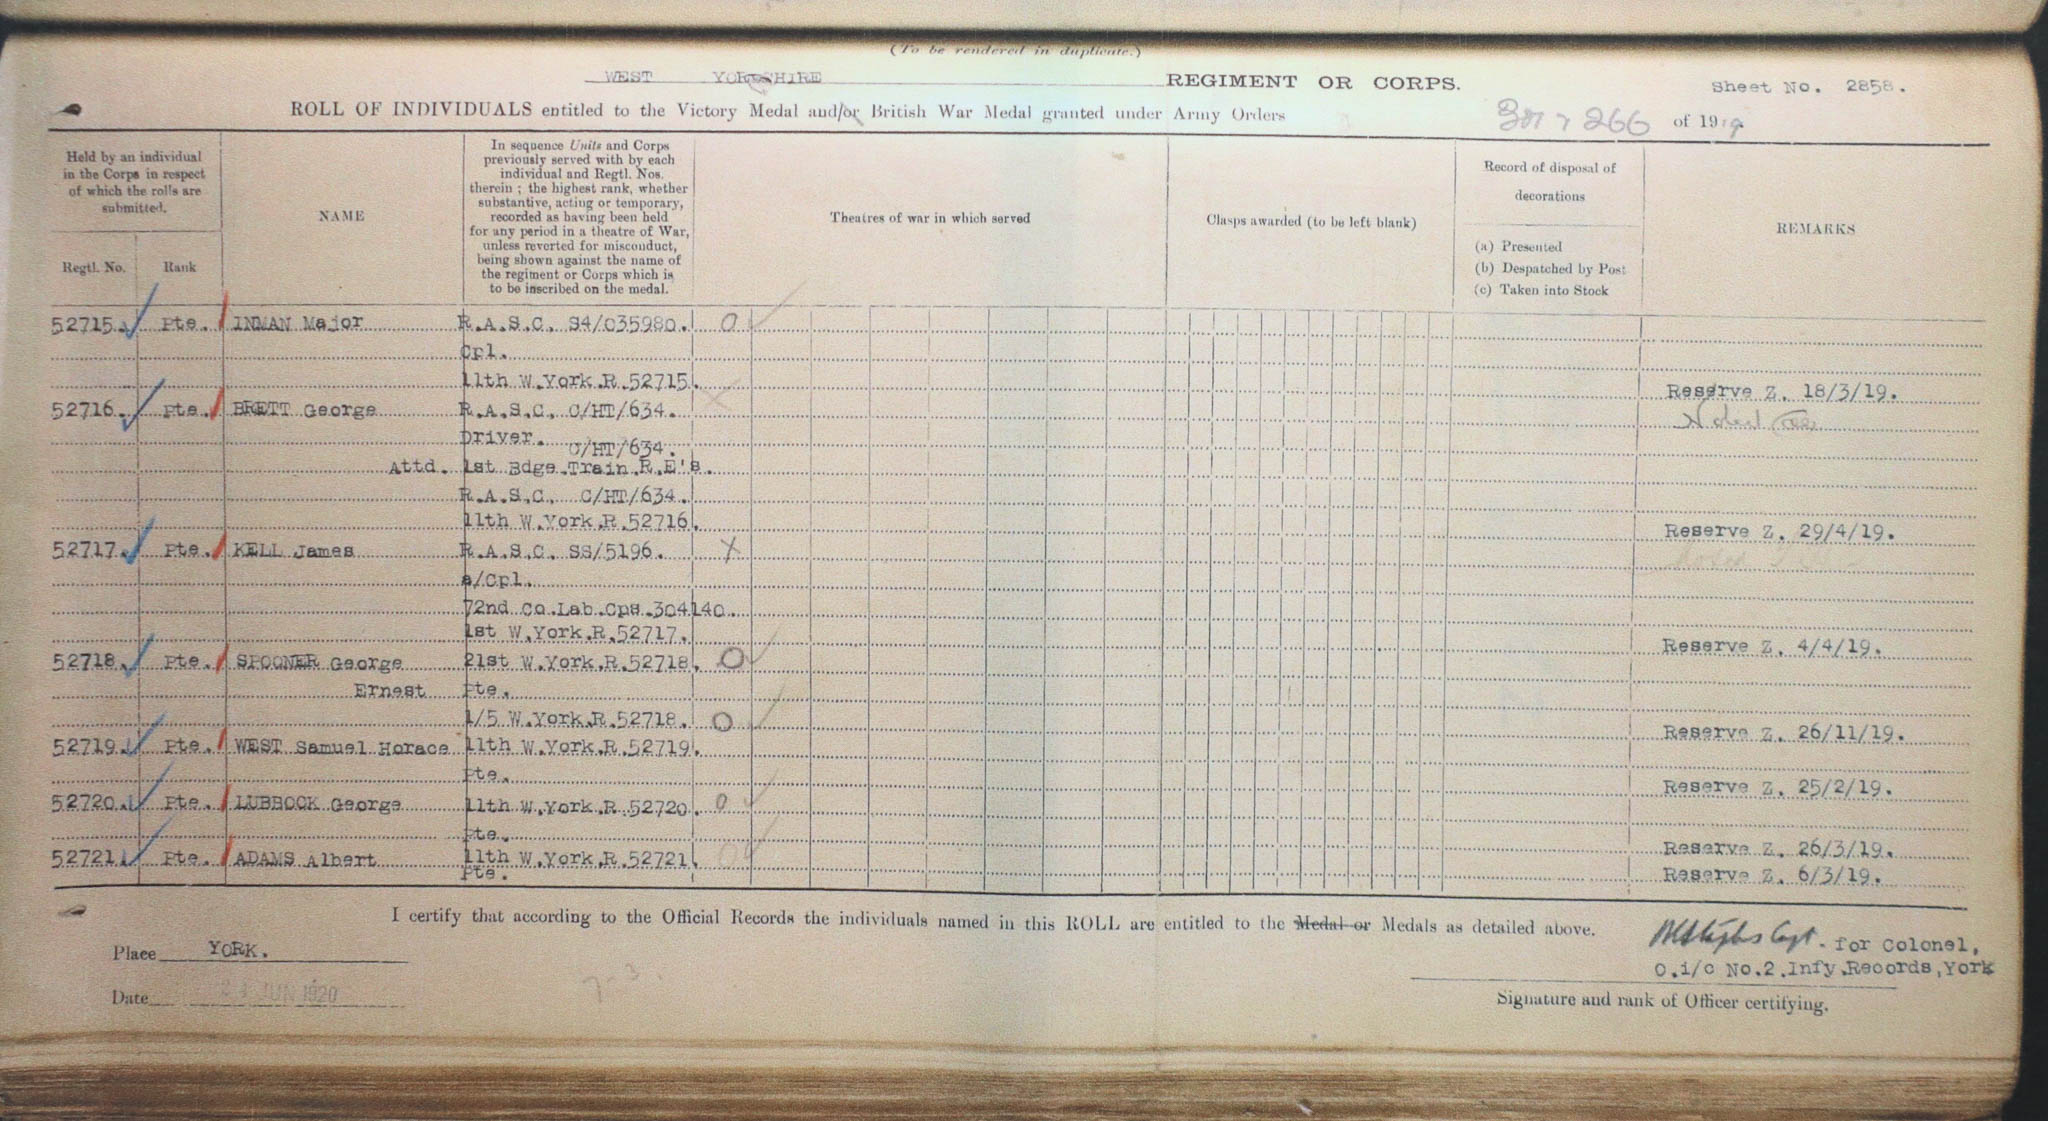 (To be rendered in duplicate.)
WEST YORKSHIRE REGIMENT OR CORPS. Sheet No. 2858.
ROLL OF INDIVIDUALS entitled to the Victory Medal and/or British War Medal granted under Army Orders 301 & 266 of 1919.
Held by an individual
in the Corps in respect
of which the rolls are
submitted.
Regtl. No. Rank
NAME
In sequence Units and Corps
previously served with by each
individual and Regtl. Nos.
therein ; the highest rank, whether
substantive, acting or temporary,
recorded as having been held
for any period in a theatre of War,
unless reverted for misconduct,
being shown against the name of
the regiment or Corps which is
to be inscribed on the medal.
Theatres of war in which served
Clasps awarded (to be left blank)
Record of disposal of
decorations
(a) Presented
(b) Despatched by Post
(c) Taken into Stock
REMARKS
52715. Pte. INMAN Major R.A.S.C. S4/035980. O
Cpl.
11th W.York.R.52715. Reserve Z. 18/3/19.
52716. Pte. BRETT George R.A.S.C. C/HT/634. X
Driver. C/HT/634.
Attd. 1st Bdge.Train.R.E's.
R.A.S.C. C/HT/634.
11th W.York.R.52716. Reserve Z. 29/4/19.
52717. Pte. KELL James R.A.S.C. SS/5196. X
a/Cpl.
72nd Co.Lab.Cps.304140.
1st W.York.R.52717. Reserve Z. 4/4/19.
52718. Pte. SPOONER George 21st W.York.R.52718. O
Ernest Pte.
1/5 W.York.R.52718. O Reserve Z. 26/11/19.
52719. Pte. WEST Samuel Horace 11th W.York.R.52719.
Pte. Reserve Z. 25/2/19.
52720. Pte. LUBBOCK George 11th W.York.R.52720. O
Pte. Reserve Z. 26/3/19.
52721. Pte. ADAMS Albert 11th W.York.R.52721. O
Pte. Reserve Z. 6/3/19.
I certify that according to the Official Records the individuals named in this ROLL are entitled to the Medal or Medals as detailed above.
Place YORK.
Date 24 JUN 1920
7-3.
Capt. for Colonel,
O.i/c No.2.Infy.Records,York
Signature and rank of Officer certifying.